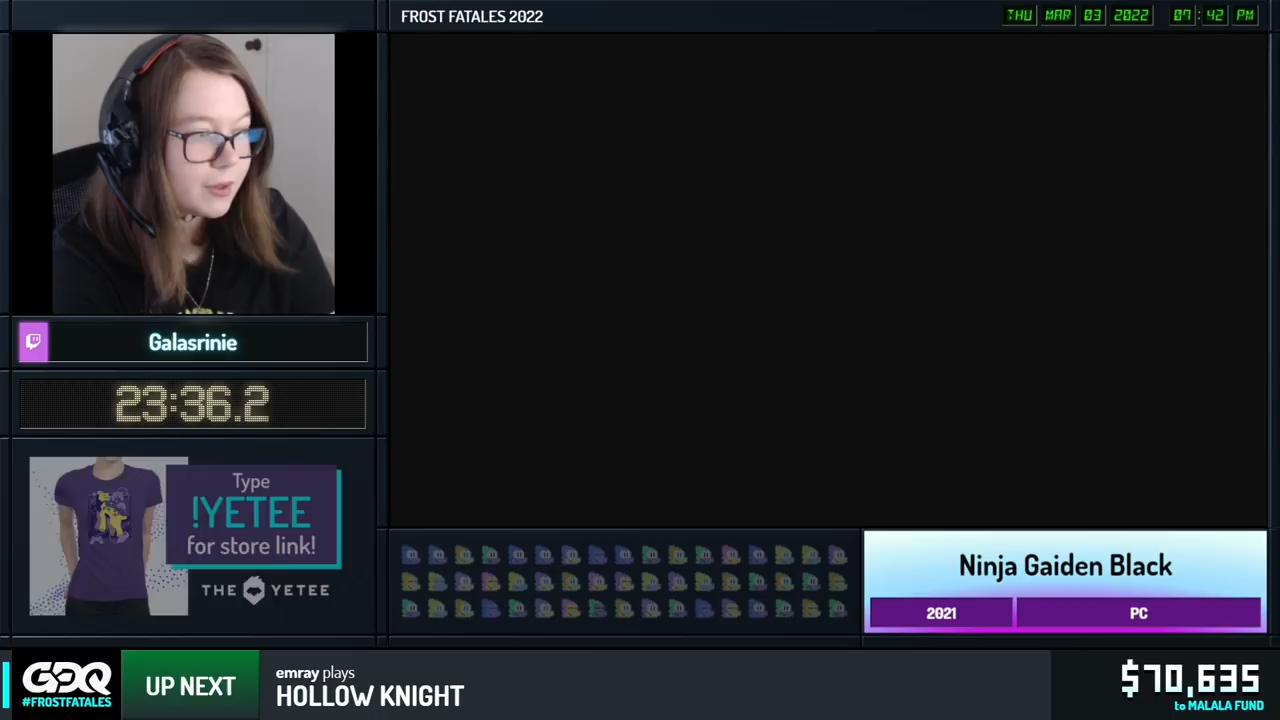 FROST FATALES 2022
THU MAR 03 2022 07:42 PM
Galasrinie
23:36.2
Type
!YETEE
for store link!
THE YETEE
Ninja Gaiden Black
2021
PC
GDQ
#FROSTFATALES
UP NEXT
emray plays
HOLLOW KNIGHT
$70,635
to MALALA FUND